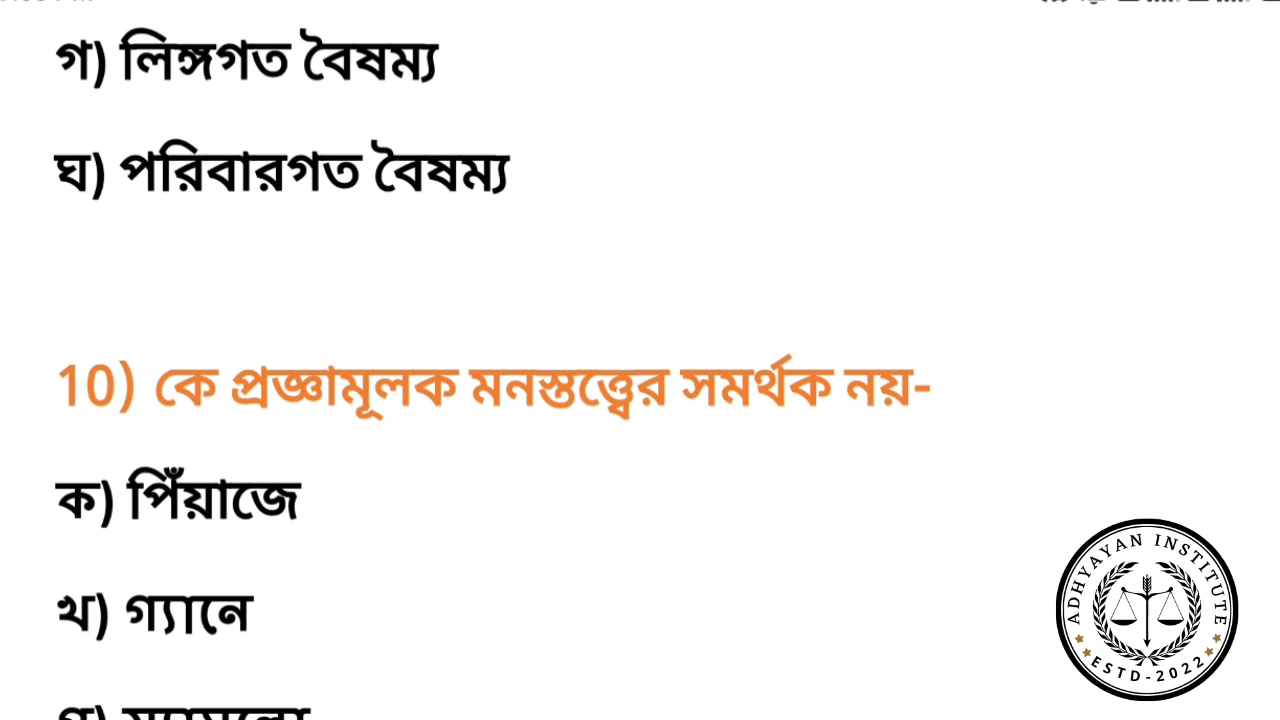 গ) লিঙ্গগত বৈষম্য
ঘ) পরিবারগত বৈষম্য
10) কে প্রজ্ঞামূলক মনস্তত্ত্বের সমর্থক নয়-
ক) পিঁয়াজে
খ) গ্যানে
ADHYAYAN INSTITUTE
ESTD-2022